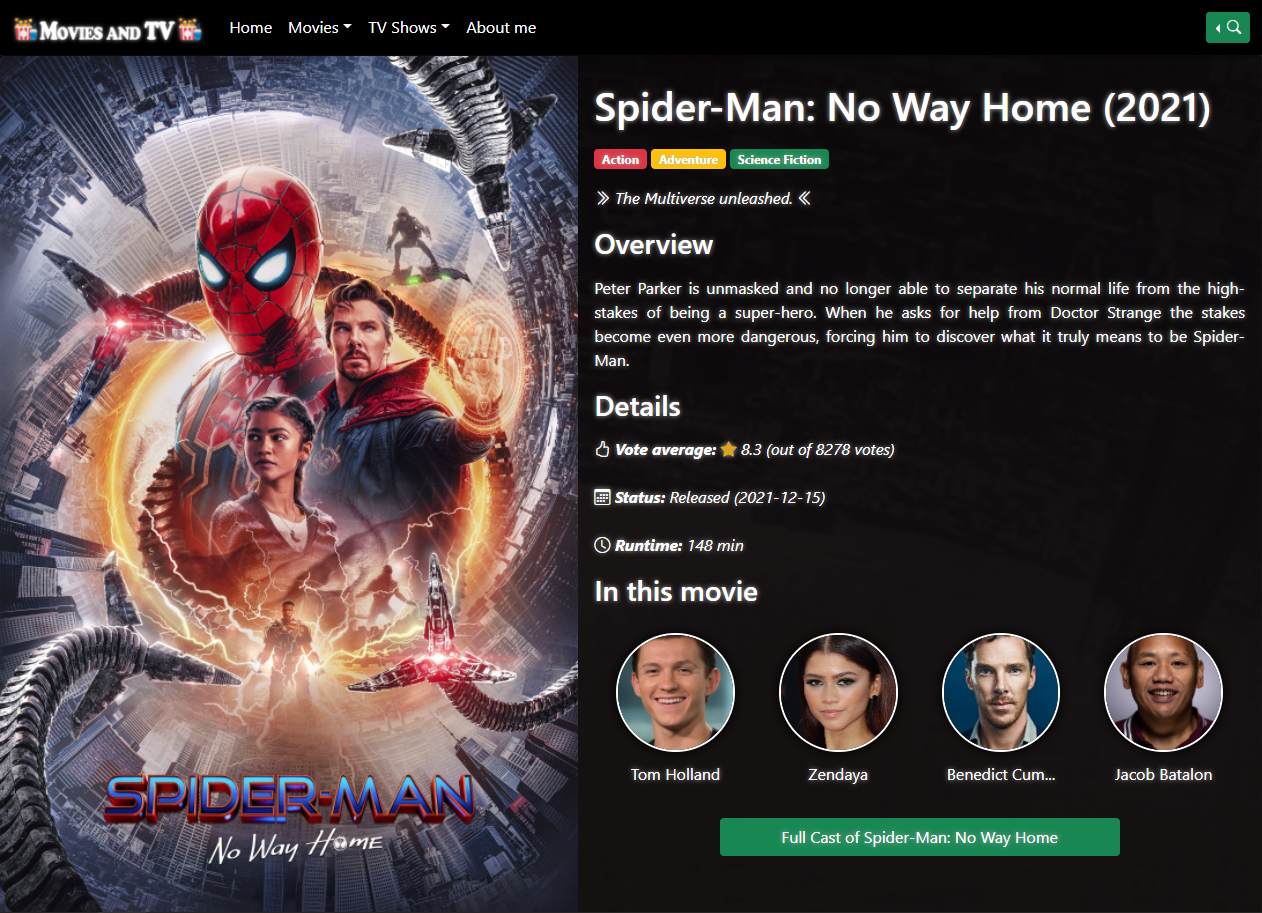 MOVIES AND TV
Home
Movies
TV Shows
About me
Spider-Man: No Way Home (2021)
Action
Adventure
Science Fiction
The Multiverse unleashed.
Overview
Peter Parker is unmasked and no longer able to separate his normal life from the high-
stakes of being a super-hero. When he asks for help from Doctor Strange the stakes
become even more dangerous, forcing him to discover what it truly means to be Spider-
Man.
Details
Vote average: 8.3 (out of 8278 votes)
Status: Released (2021-12-15)
Runtime: 148 min
In this movie
Tom Holland
Zendaya
Benedict Cum...
Jacob Batalon
Full Cast of Spider-Man: No Way Home
SPIDER-MAN
No Way Home